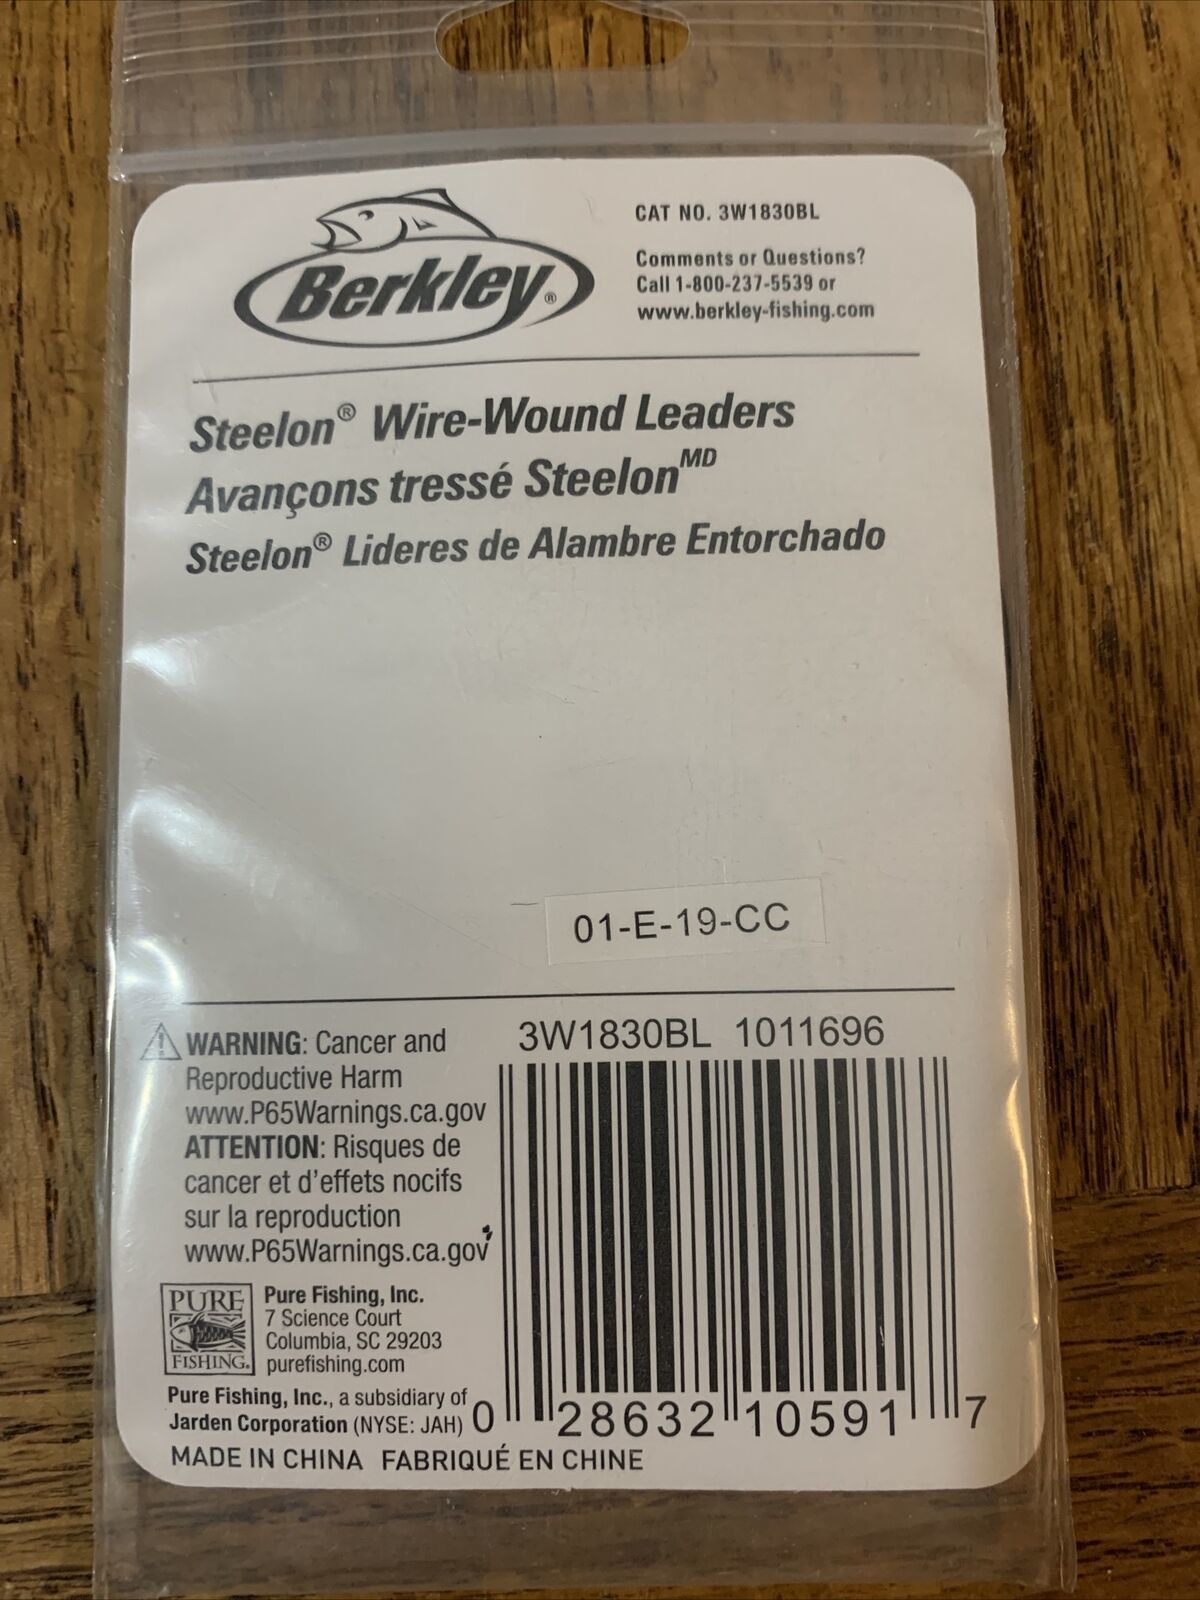 Berkley®
CAT NO. 3W1830BL
Comments or Questions?
Call 1-800-237-5539 or
www.berkley-fishing.com
Steelon® Wire-Wound Leaders
Avançons tressé Steelon MD
Steelon® Lideres de Alambre Entorchado
01-E-19-CC
WARNING: Cancer and
Reproductive Harm
www.P65Warnings.ca.gov
ATTENTION: Risques de
cancer et d'effets nocifs
sur la reproduction
www.P65Warnings.ca.gov
PURE
FISHING®
Pure Fishing, Inc.
7 Science Court
Columbia, SC 29203
purefishing.com
Pure Fishing, Inc., a subsidiary of
Jarden Corporation (NYSE: JAH)
MADE IN CHINA FABRIQUÉ EN CHINE
3W1830BL 1011696
0 28632 10591 7